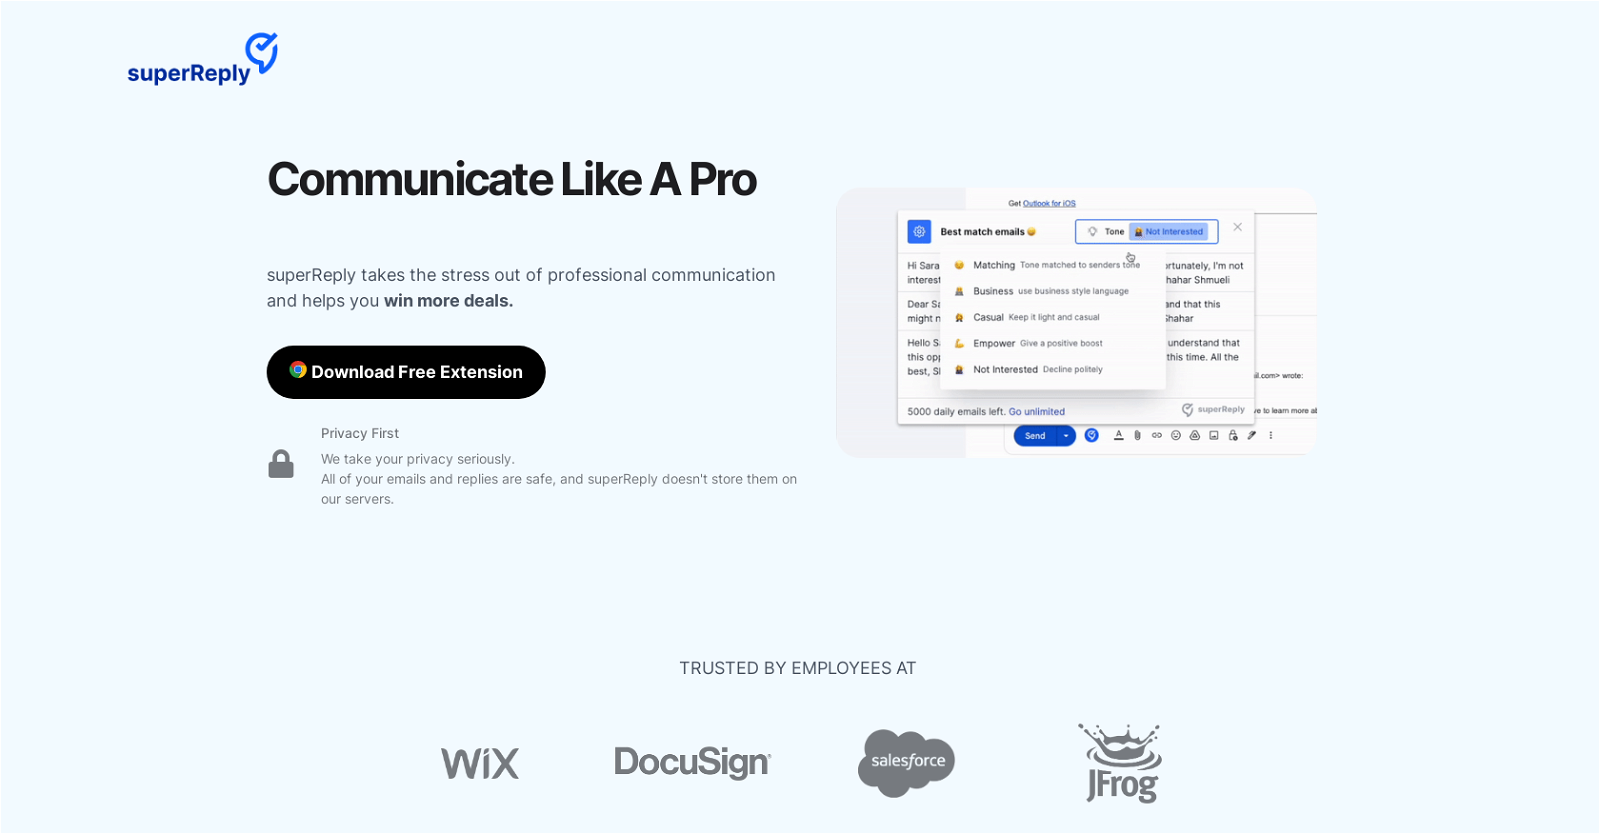 superReply
Communicate Like A Pro
superReply takes the stress out of professional communication
and helps you win more deals.
Download Free Extension
Privacy First
We take your privacy seriously.
All of your emails and replies are safe, and superReply doesn't store them on
our servers.
Get Outlook for iOS
Best match emails
Tone Not Interested
Hi Sara
interest
rtunately, I'm not
hahar Shmueli
Matching Tone matched to senders tone
Business use business style language
Casual Keep it light and casual
Empower Give a positive boost
Not Interested Decline politely
Dear Sa
might n
and that this
Shahar
Hello Sa
this opp
best, Sh
understand that
this time. All the
il.com> wrote:
5000 daily emails left. Go unlimited
superReply
ve to learn more ab
Send
TRUSTED BY EMPLOYEES AT
WiX
DocuSign
salesforce
JFrog